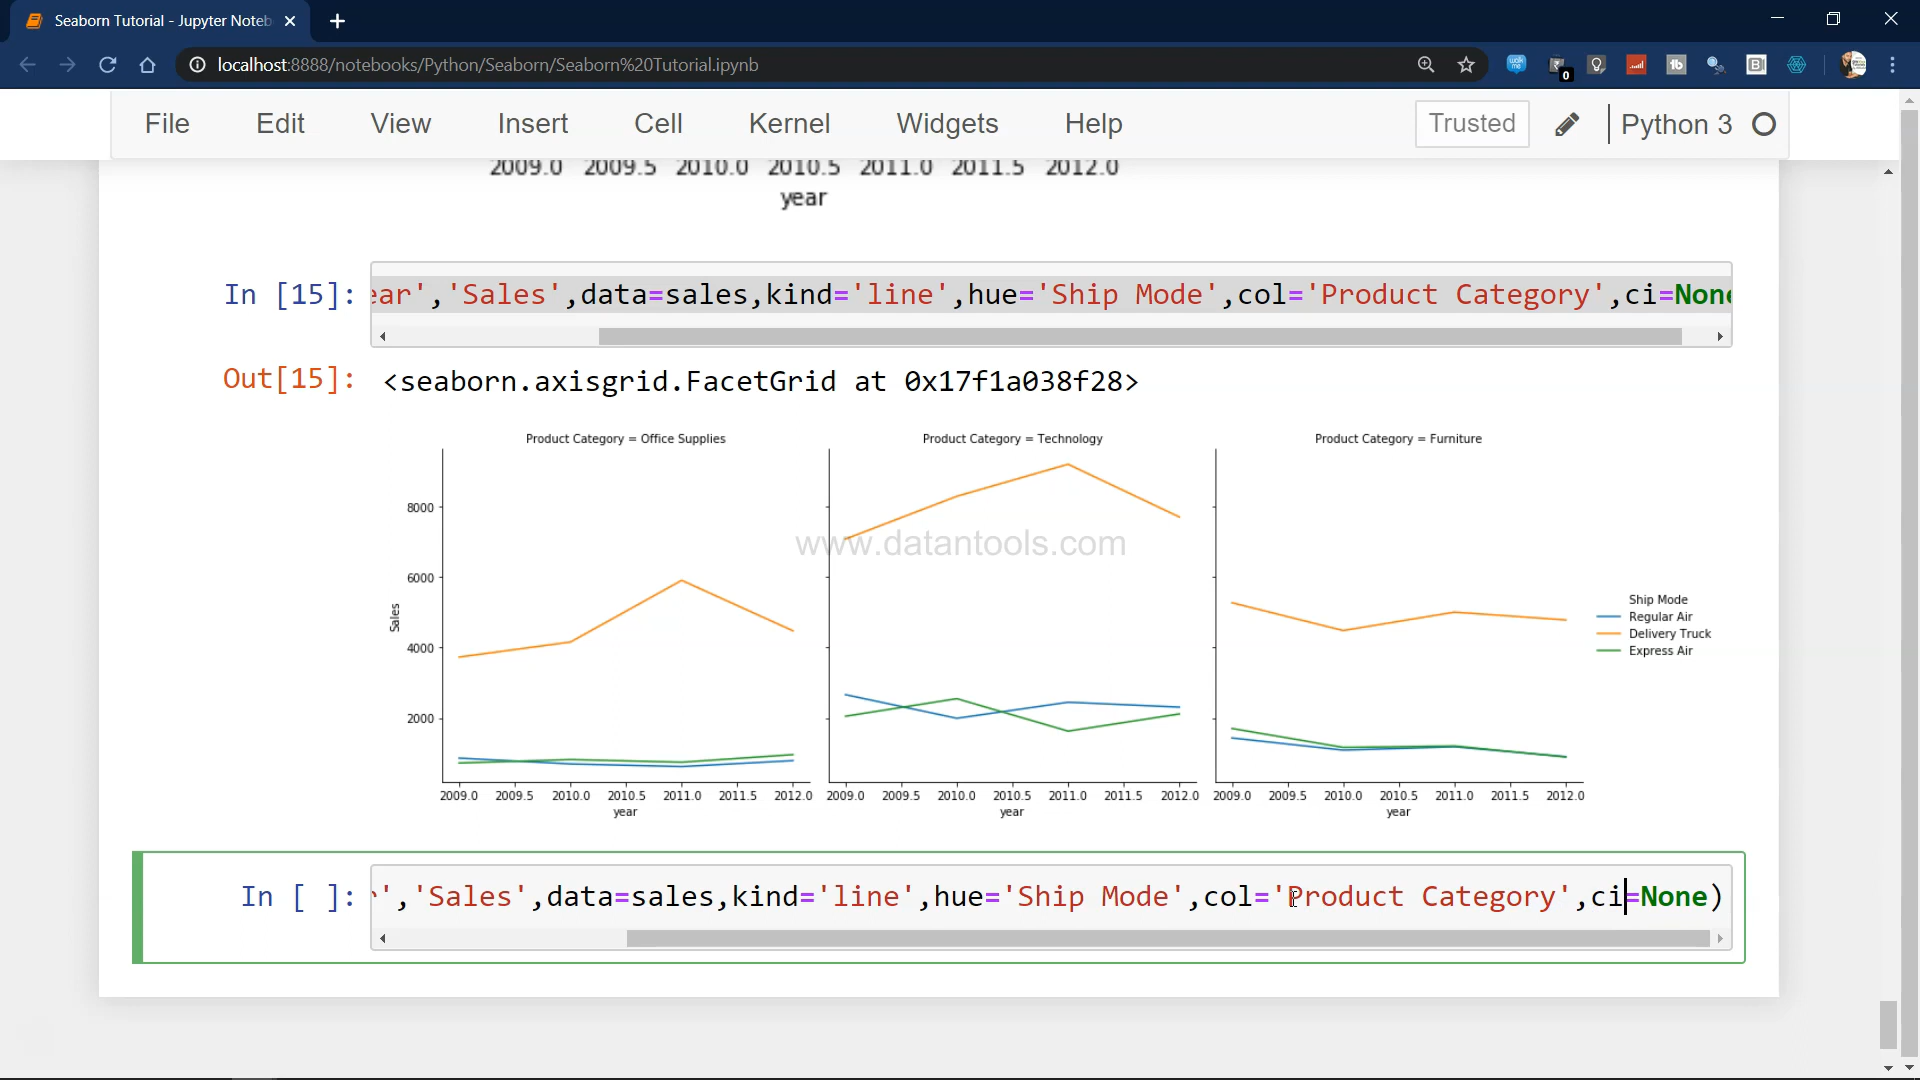 Seaborn Tutorial - Jupyter Noteb
localhost:8888/notebooks/Python/Seaborn/Seaborn%20Tutorial.ipynb
0
File Edit View Insert Cell Kernel Widgets Help Trusted Python 3
2009.0 2009.5 2010.0 2010.5 2011.0 2011.5 2012.0
year
In [15]: ear','Sales',data=sales,kind='line',hue='Ship Mode',col='Product Category',ci=None
Out[15]: <seaborn.axisgrid.FacetGrid at 0x17f1a038f28>
Product Category = Office Supplies Product Category = Technology Product Category = Furniture
8000
6000
4000
2000
Sales
www.datantools.com
Ship Mode
Regular Air
Delivery Truck
Express Air
2009.0 2009.5 2010.0 2010.5 2011.0 2011.5 2012.0 2009.0 2009.5 2010.0 2010.5 2011.0 2011.5 2012.0 2009.0 2009.5 2010.0 2010.5 2011.0 2011.5 2012.0
year year year
In [ ]: r','Sales',data=sales,kind='line',hue='Ship Mode',col='Product Category',ci=None)